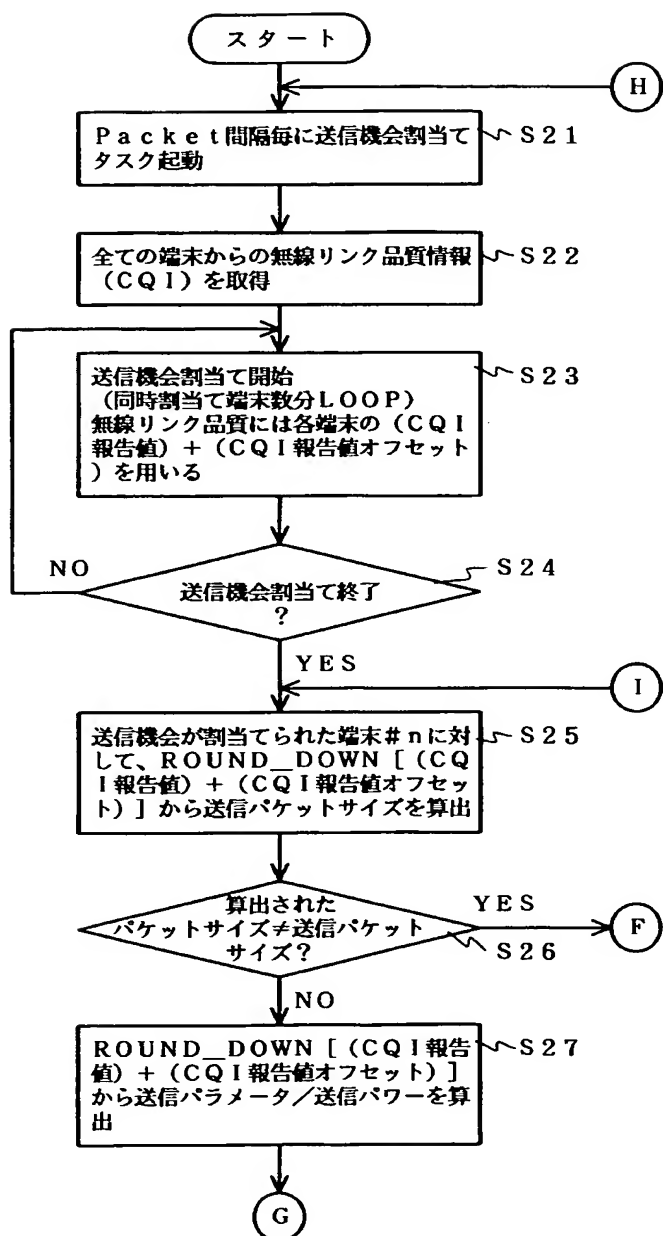 スタート
H
Packet間隔毎に送信機会割当て
タスク起動
S21
全ての端末からの無線リンク品質情報
(CQI)を取得
S22
送信機会割当て開始
(同時割当て端末数分LOOP)
無線リンク品質には各端末の(CQI
報告値)+(CQI報告値オフセット
)を用いる
S23
NO
送信機会割当て終了
?
S24
YES
I
送信機会が割当てられた端末#nに対
して、ROUND_DOWN[(CQ
I報告値)+(CQI報告値オフセッ
ト)]から送信パケットサイズを算出
S25
算出された
パケットサイズ≠送信パケット
サイズ?
YES
S26
F
NO
ROUND_DOWN[(CQI報告
値)+(CQI報告値オフセット)]
から送信パラメータ/送信パワーを算
出
S27
G